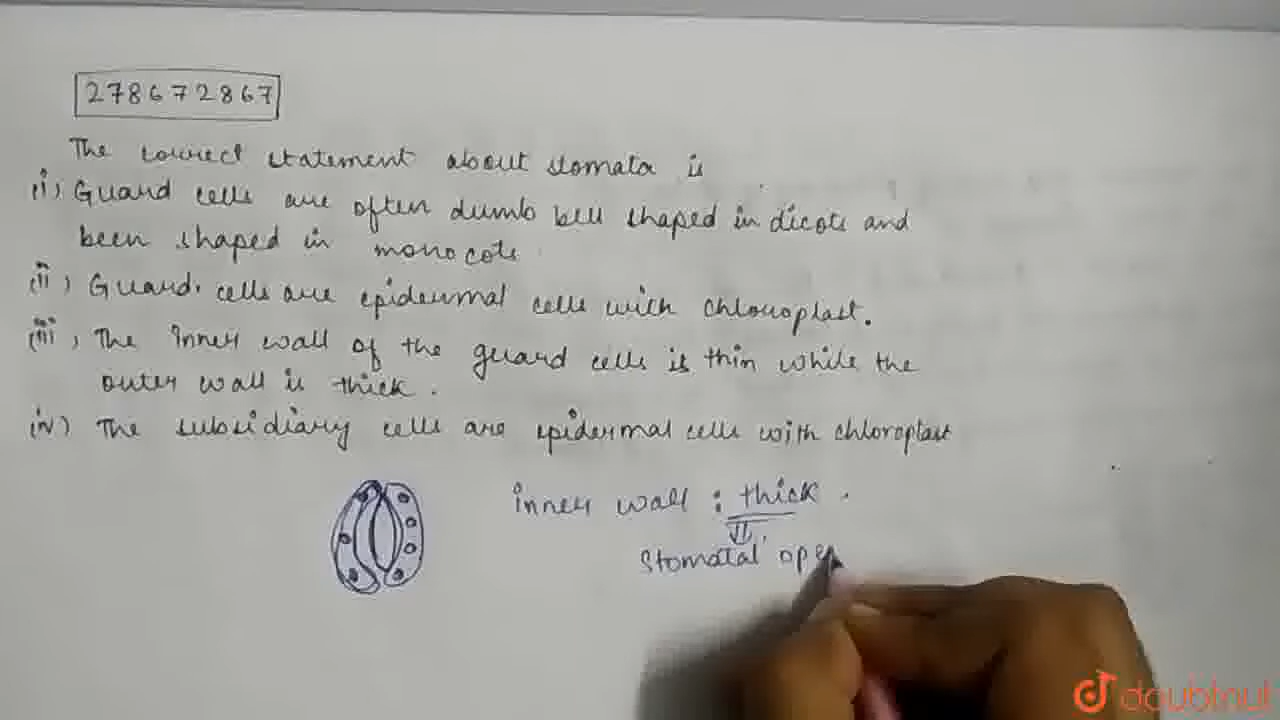 278672867
The correct statement about stomata is
(i) Guard cells are often dumb bell shaped in dicots and
been shaped in monocots
(ii) Guard cells are epidermal cells with chloroplast.
(iii) The inner wall of the guard cells is thin while the
outer wall is thick.
(iv) The subsidiary cells are epidermal cells with chloroplast
inner wall : thick.
Stomatal ope
doubtnut